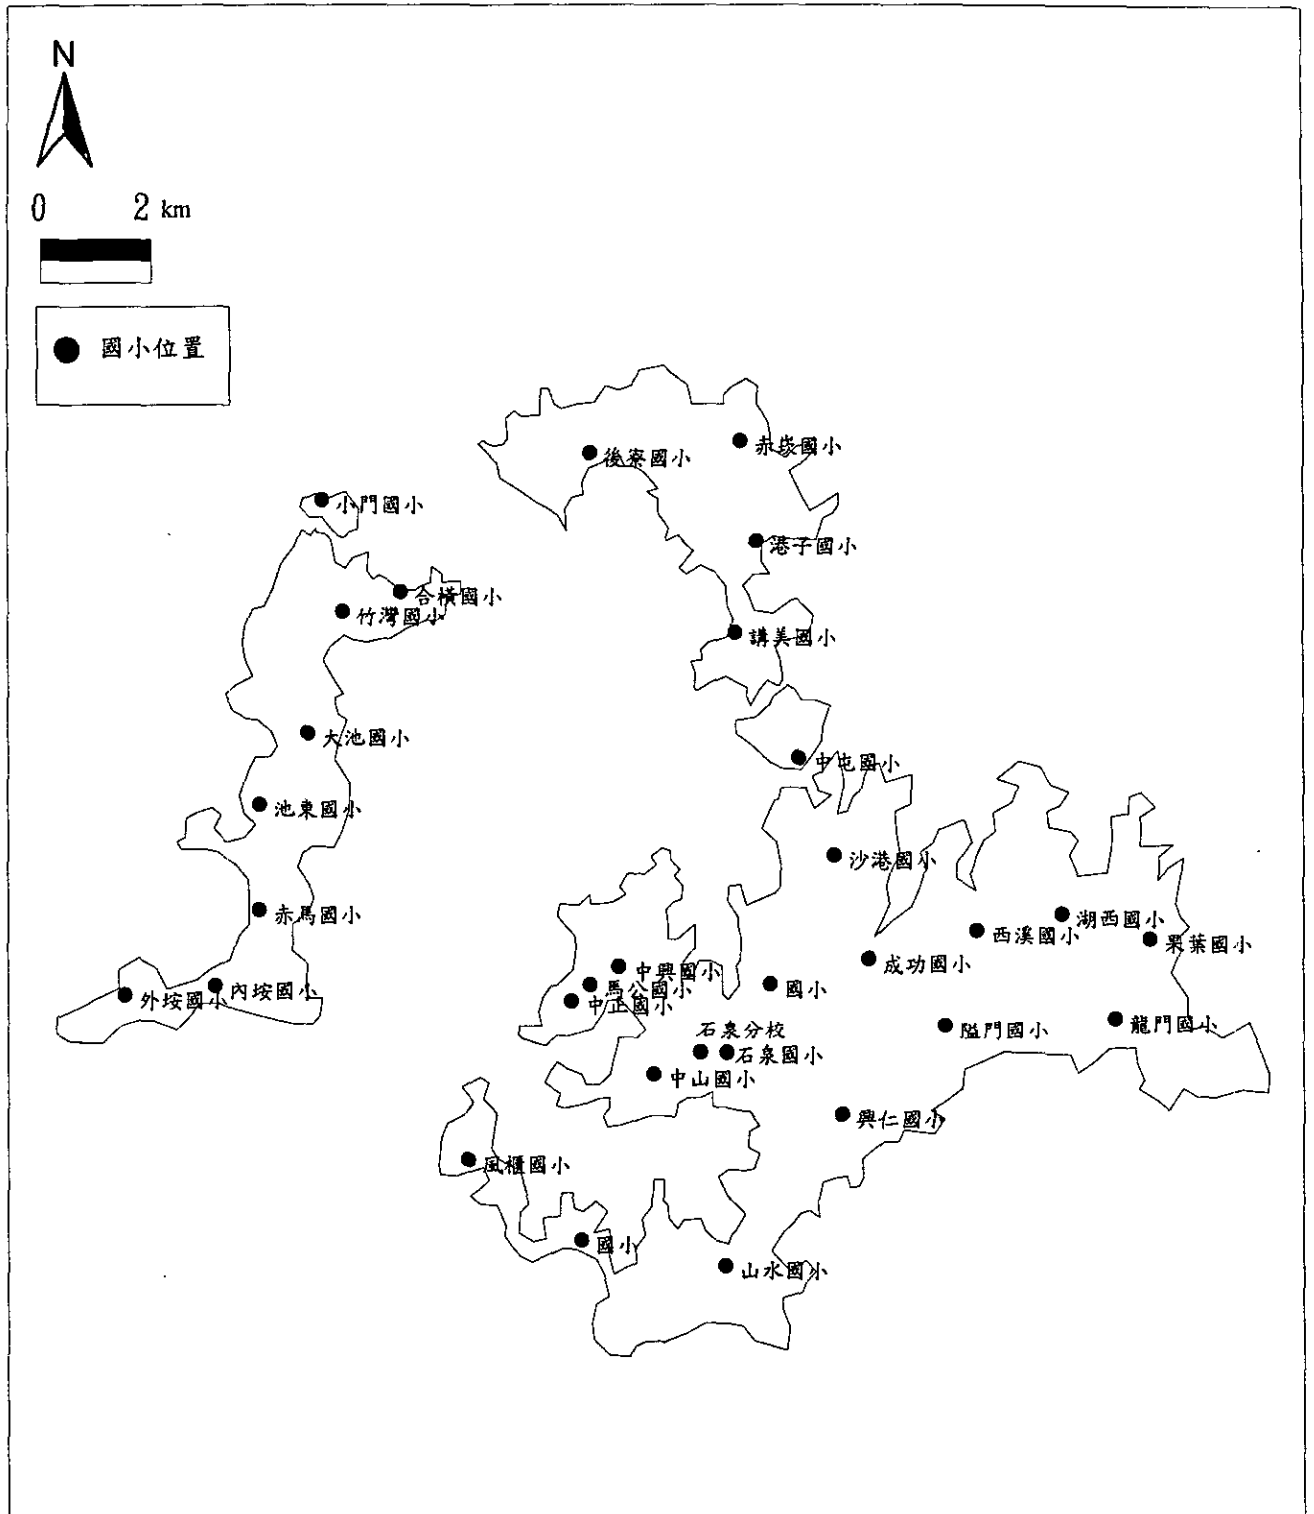 N
0 2 km
國小位置
後寮國小
赤崁國小
小門國小
港子國小
合橫國小
竹灣國小
講美國小
大池國小
中屯國小
池東國小
沙港國小
赤馬國小
湖西國小
西溪國小
果葉國小
成功國小
中興國小
馬公國小
國小
外垵國小
內垵國小
中正國小
龍門國小
隘門國小
石泉分校
石泉國小
中山國小
興仁國小
風櫃國小
國小
山水國小